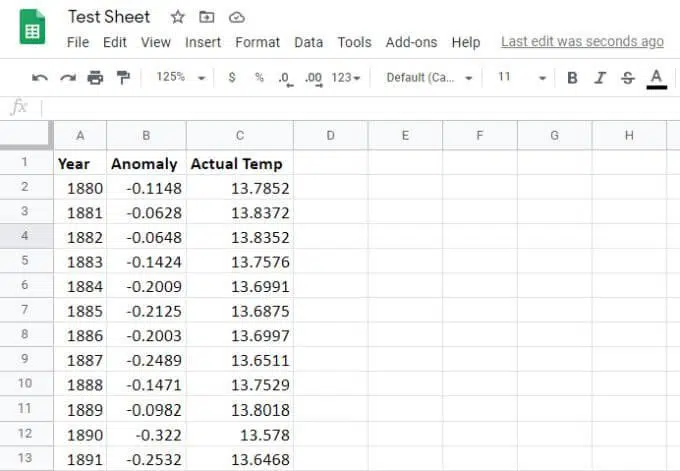 Test Sheet
File Edit View Insert Format Data Tools Add-ons Help Last edit was seconds ago
125% $ % .0 .00 123 Default (Ca... 11 B I S A
fx
A B C D E F G H
1 Year Anomaly Actual Temp
2 1880 -0.1148 13.7852
3 1881 -0.0628 13.8372
4 1882 -0.0648 13.8352
5 1883 -0.1424 13.7576
6 1884 -0.2009 13.6991
7 1885 -0.2125 13.6875
8 1886 -0.2003 13.6997
9 1887 -0.2489 13.6511
10 1888 -0.1471 13.7529
11 1889 -0.0982 13.8018
12 1890 -0.322 13.578
13 1891 -0.2532 13.6468